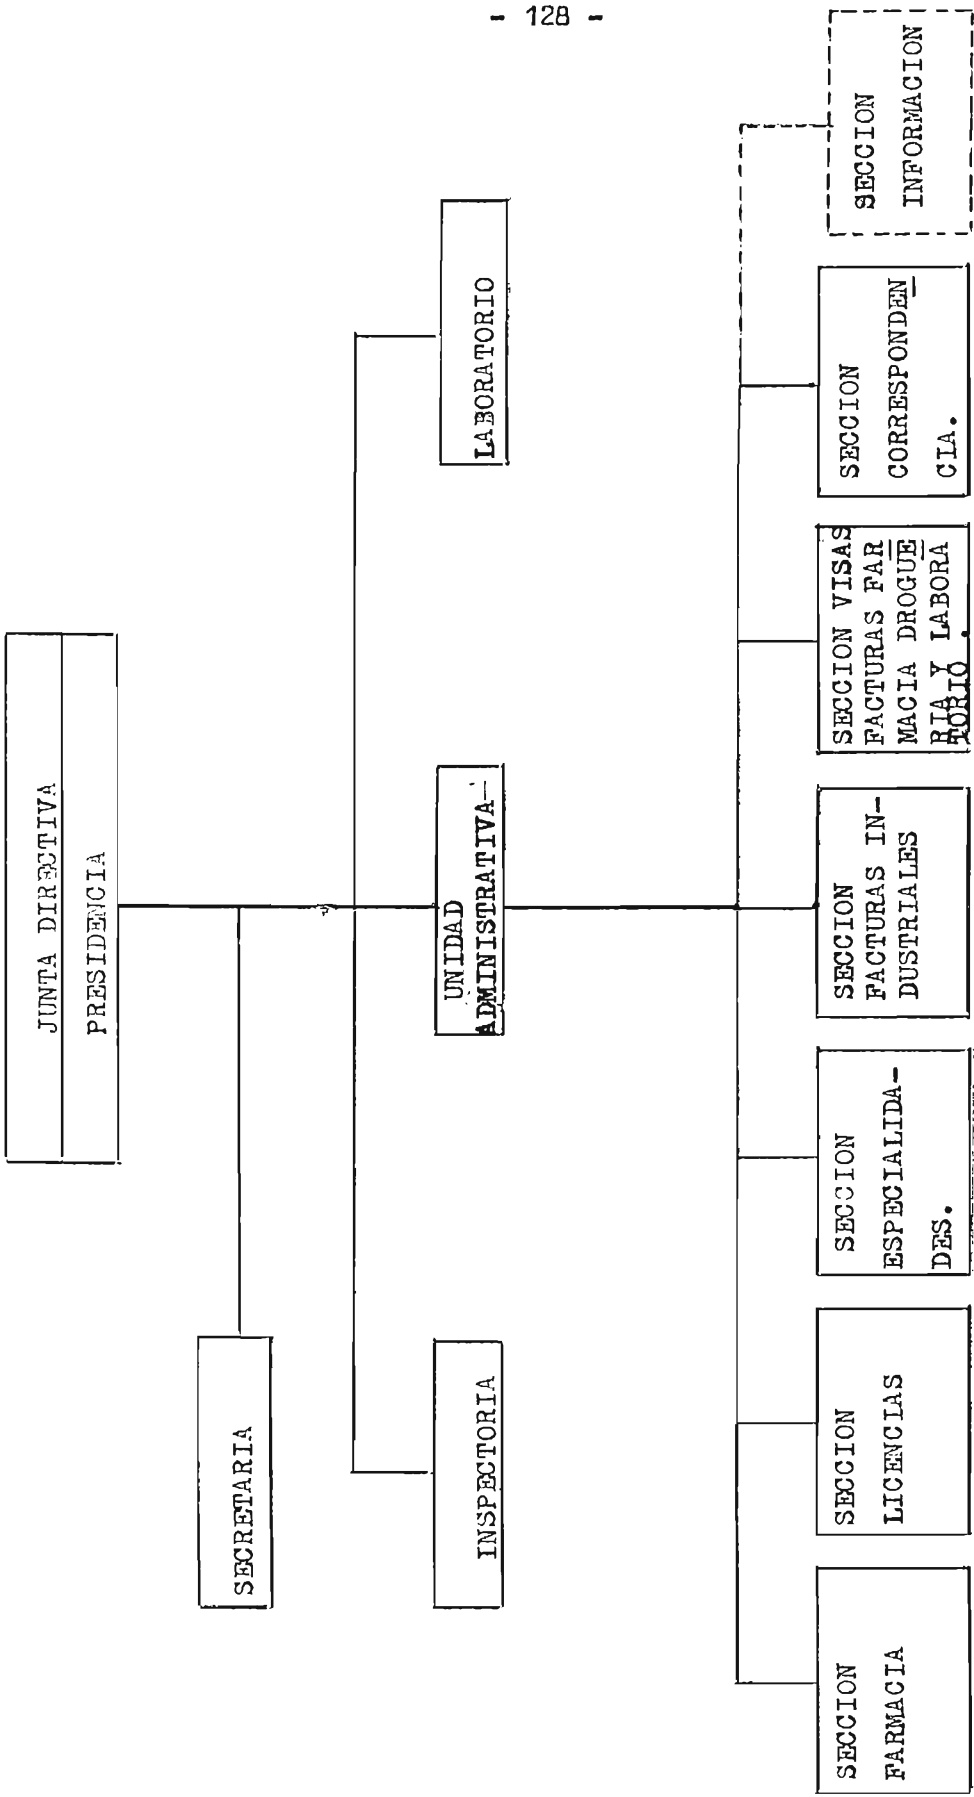 - 128 -
JUNTA DIRECTIVA
PRESIDENCIA
SECRETARIA
INSPECTORIA
UNIDAD
ADMINISTRATIVA-
LABORATORIO
SECCION
FARMACIA
SECCION
LICENCIAS
SECCION
ESPECIALIDA-
DES.
SECCION
FACTURAS IN-
DUSTRIALES
SECCION VISAS
FACTURAS FAR
MACIA DROGUE
RIA Y LABORA
TORIO .
SECCION
CORRESPONDEN
CIA.
SECCION
INFORMACION